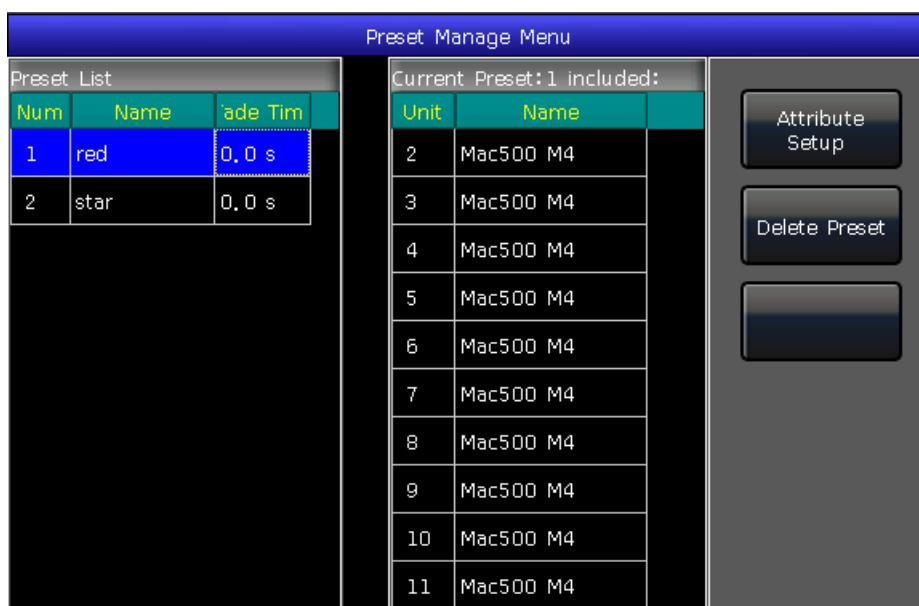 Preset Manage Menu
Preset List
Num Name ade Tim
1 red 0.0 s
2 star 0.0 s
Current Preset:1 included:
Unit Name
2 Mac500 M4
3 Mac500 M4
4 Mac500 M4
5 Mac500 M4
6 Mac500 M4
7 Mac500 M4
8 Mac500 M4
9 Mac500 M4
10 Mac500 M4
11 Mac500 M4
Attribute
Setup
Delete Preset